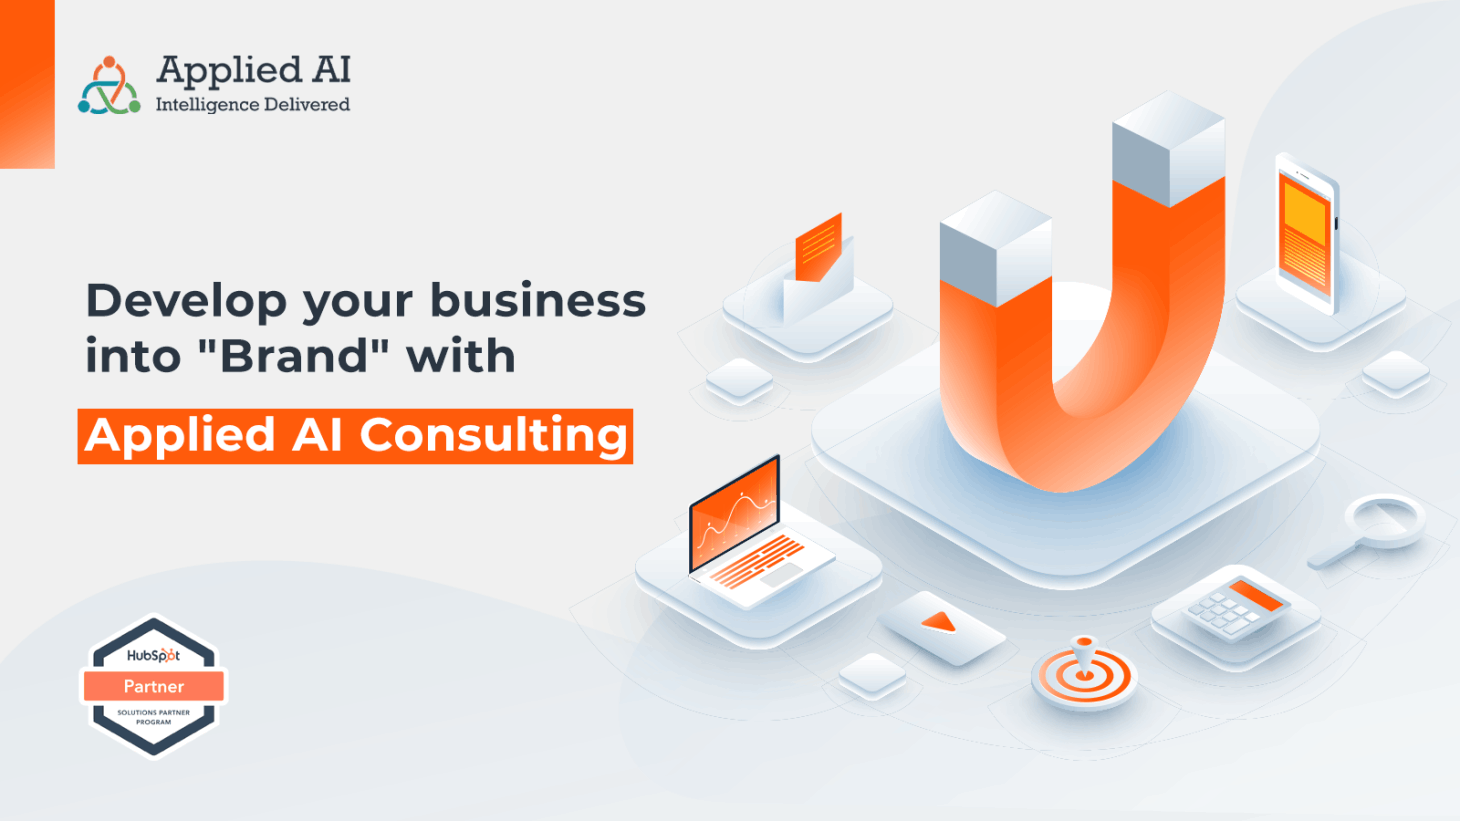 Applied AI
Intelligence Delivered
Develop your business
into "Brand" with
Applied AI Consulting
HubSpot
Partner
SOLUTIONS PARTNER
PROGRAM